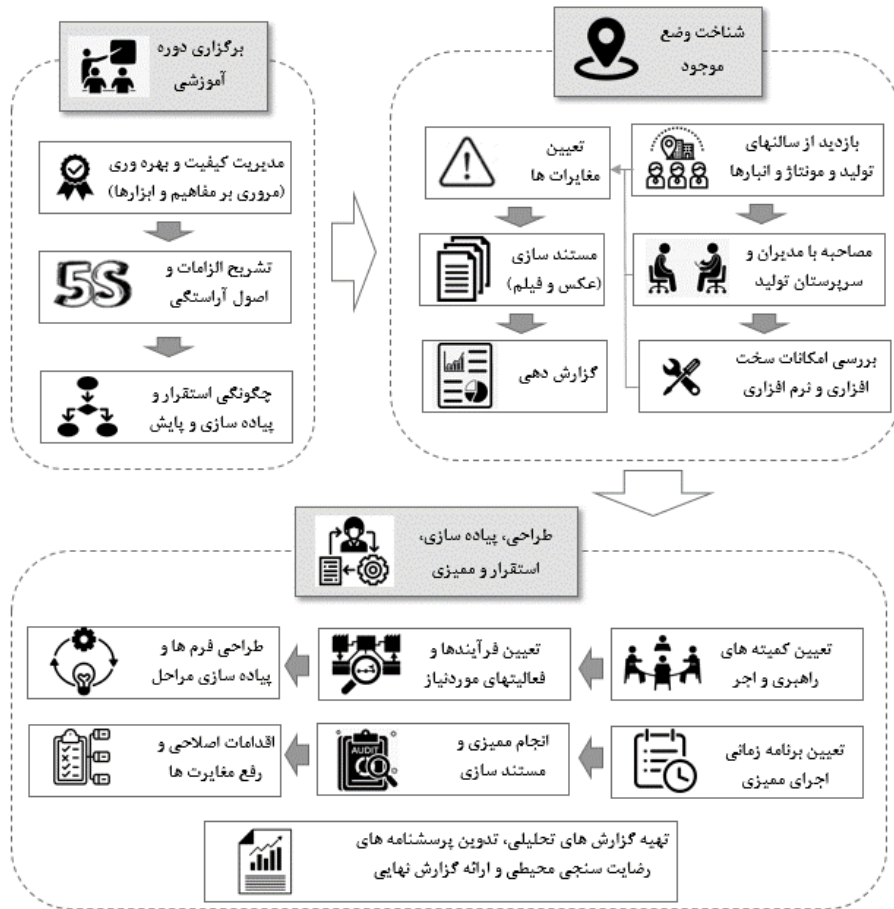 برگزاری دوره
آموزشی
مدیریت کیفیت و بهره وری
(مروری بر مفاهیم و ابزارها)
5S
تشریح الزامات و
اصول آراستگی
چگونگی استقرار و
پیاده سازی و پایش
شناخت وضع
موجود
بازدید از سالنهای
تولید و مونتاژ و انبارها
مصاحبه با مدیران و
سرپرستان تولید
بررسی امکانات سخت
افزاری و نرم افزاری
تعیین
مغایرات ها
مستند سازی
(عکس و فیلم)
گزارش دهی
طراحی، پیاده سازی،
استقرار و ممیزی
تعیین کمیته های
راهبری و اجر
تعیین فرآیندها و
فعالیتهای موردنیاز
طراحی فرم ها و
پیاده سازی مراحل
تعیین برنامه زمانی
اجرای ممیزی
AUDIT
انجام ممیزی و
مستند سازی
اقدامات اصلاحی و
رفع مغایرت ها
تهیه گزارش های تحلیلی، تدوین پرسشنامه های
رضایت سنجی محیطی و ارائه گزارش نهایی